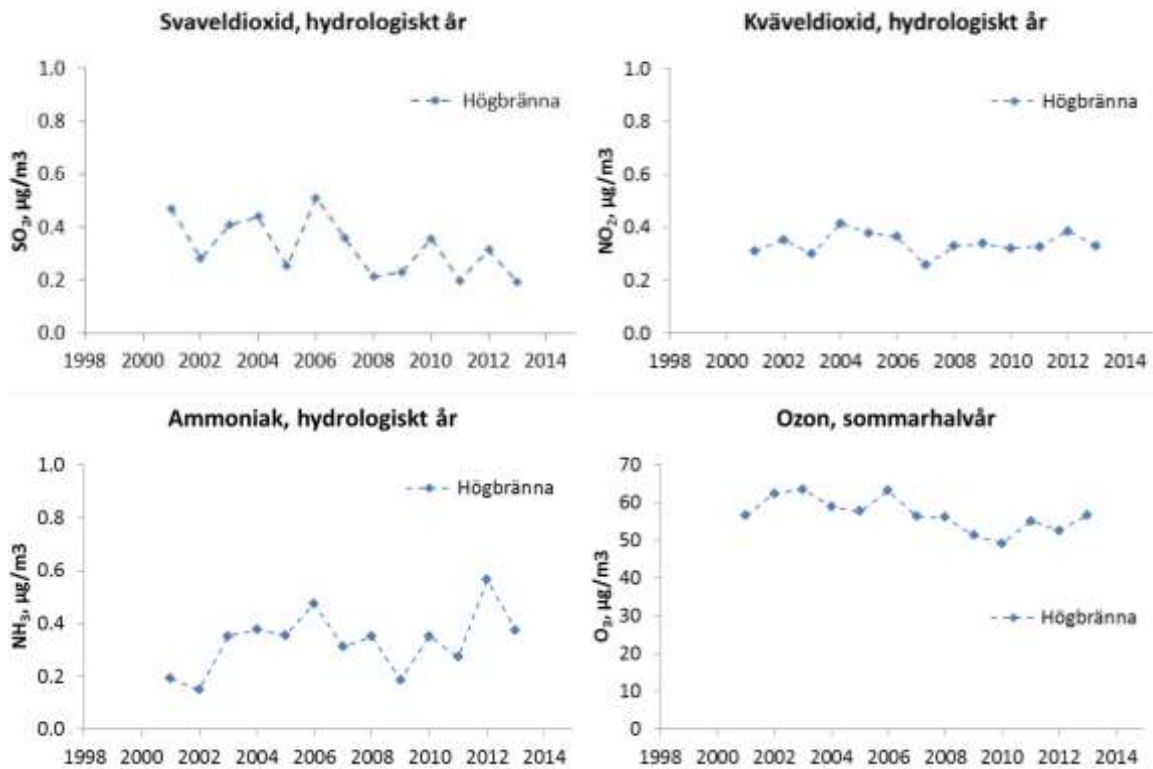 Svaveldioxid, hydrologiskt år
1.0
0.8
0.6
0.4
0.2
0.0
SO₂, µg/m3
Högbränna
1998 2000 2002 2004 2006 2008 2010 2012 2014
Kväveldioxid, hydrologiskt år
1.0
0.8
0.6
0.4
0.2
0.0
NO₂, µg/m3
Högbränna
1998 2000 2002 2004 2006 2008 2010 2012 2014
Ammoniak, hydrologiskt år
1.0
0.8
0.6
0.4
0.2
0.0
NH₃, µg/m3
Högbränna
1998 2000 2002 2004 2006 2008 2010 2012 2014
Ozon, sommarhalvår
70
60
50
40
30
20
10
0
O₃, µg/m3
Högbränna
1998 2000 2002 2004 2006 2008 2010 2012 2014